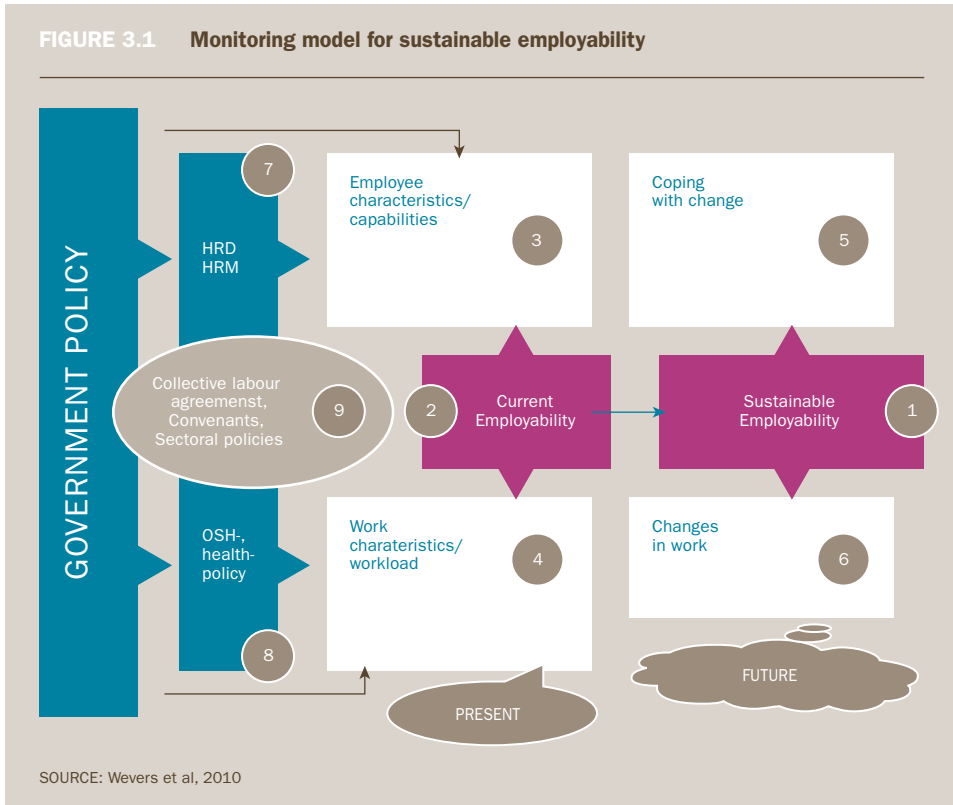 FIGURE 3.1 Monitoring model for sustainable employability
GOVERNMENT POLICY
7
HRD
HRM
Collective labour
agreemenst,
Convenants,
Sectoral policies
9
OSH-,
health-
policy
8
Employee
characteristics/
capabilities
3
Coping
with change
5
2
Current
Employability
Sustainable
Employability
1
Work
charateristics/
workload
4
Changes
in work
6
PRESENT
FUTURE
SOURCE: Wevers et al, 2010